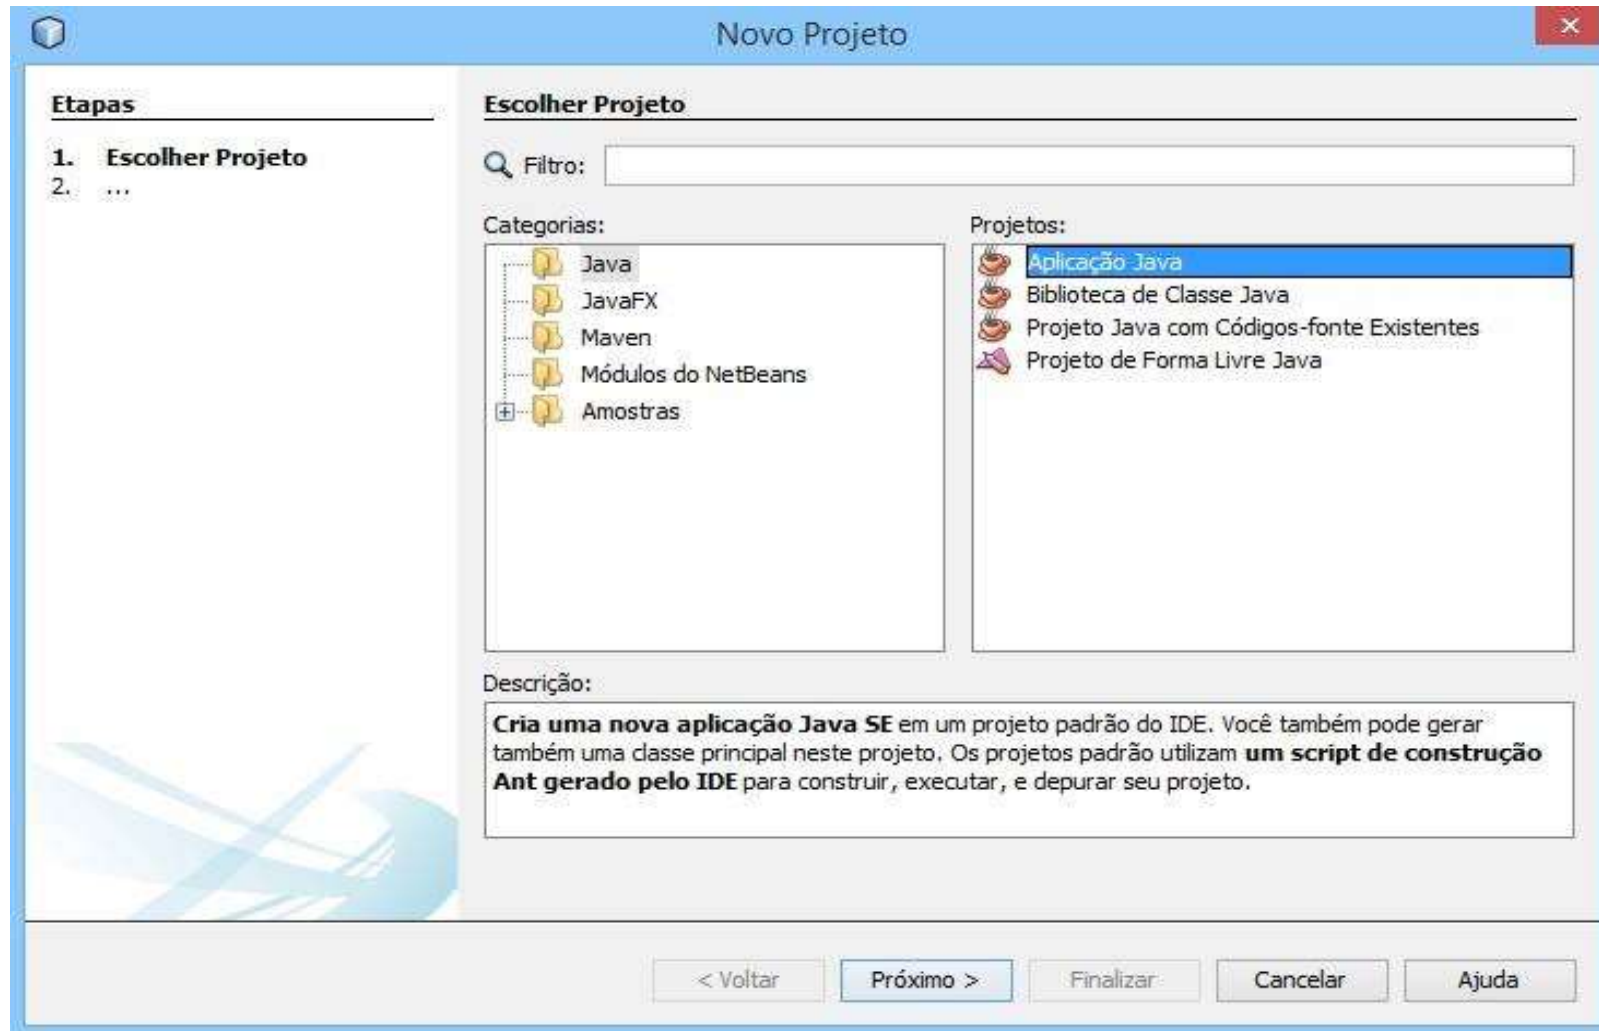 Novo Projeto
Etapas
1. Escolher Projeto
2. ...
Escolher Projeto
Filtro:
Categorias:
Java
JavaFX
Maven
Módulos do NetBeans
Amostras
Projetos:
Aplicação Java
Biblioteca de Classe Java
Projeto Java com Códigos-fonte Existentes
Projeto de Forma Livre Java
Descrição:
Cria uma nova aplicação Java SE em um projeto padrão do IDE. Você também pode gerar
também uma classe principal neste projeto. Os projetos padrão utilizam um script de construção
Ant gerado pelo IDE para construir, executar, e depurar seu projeto.
< Voltar
Próximo >
Finalizar
Cancelar
Ajuda